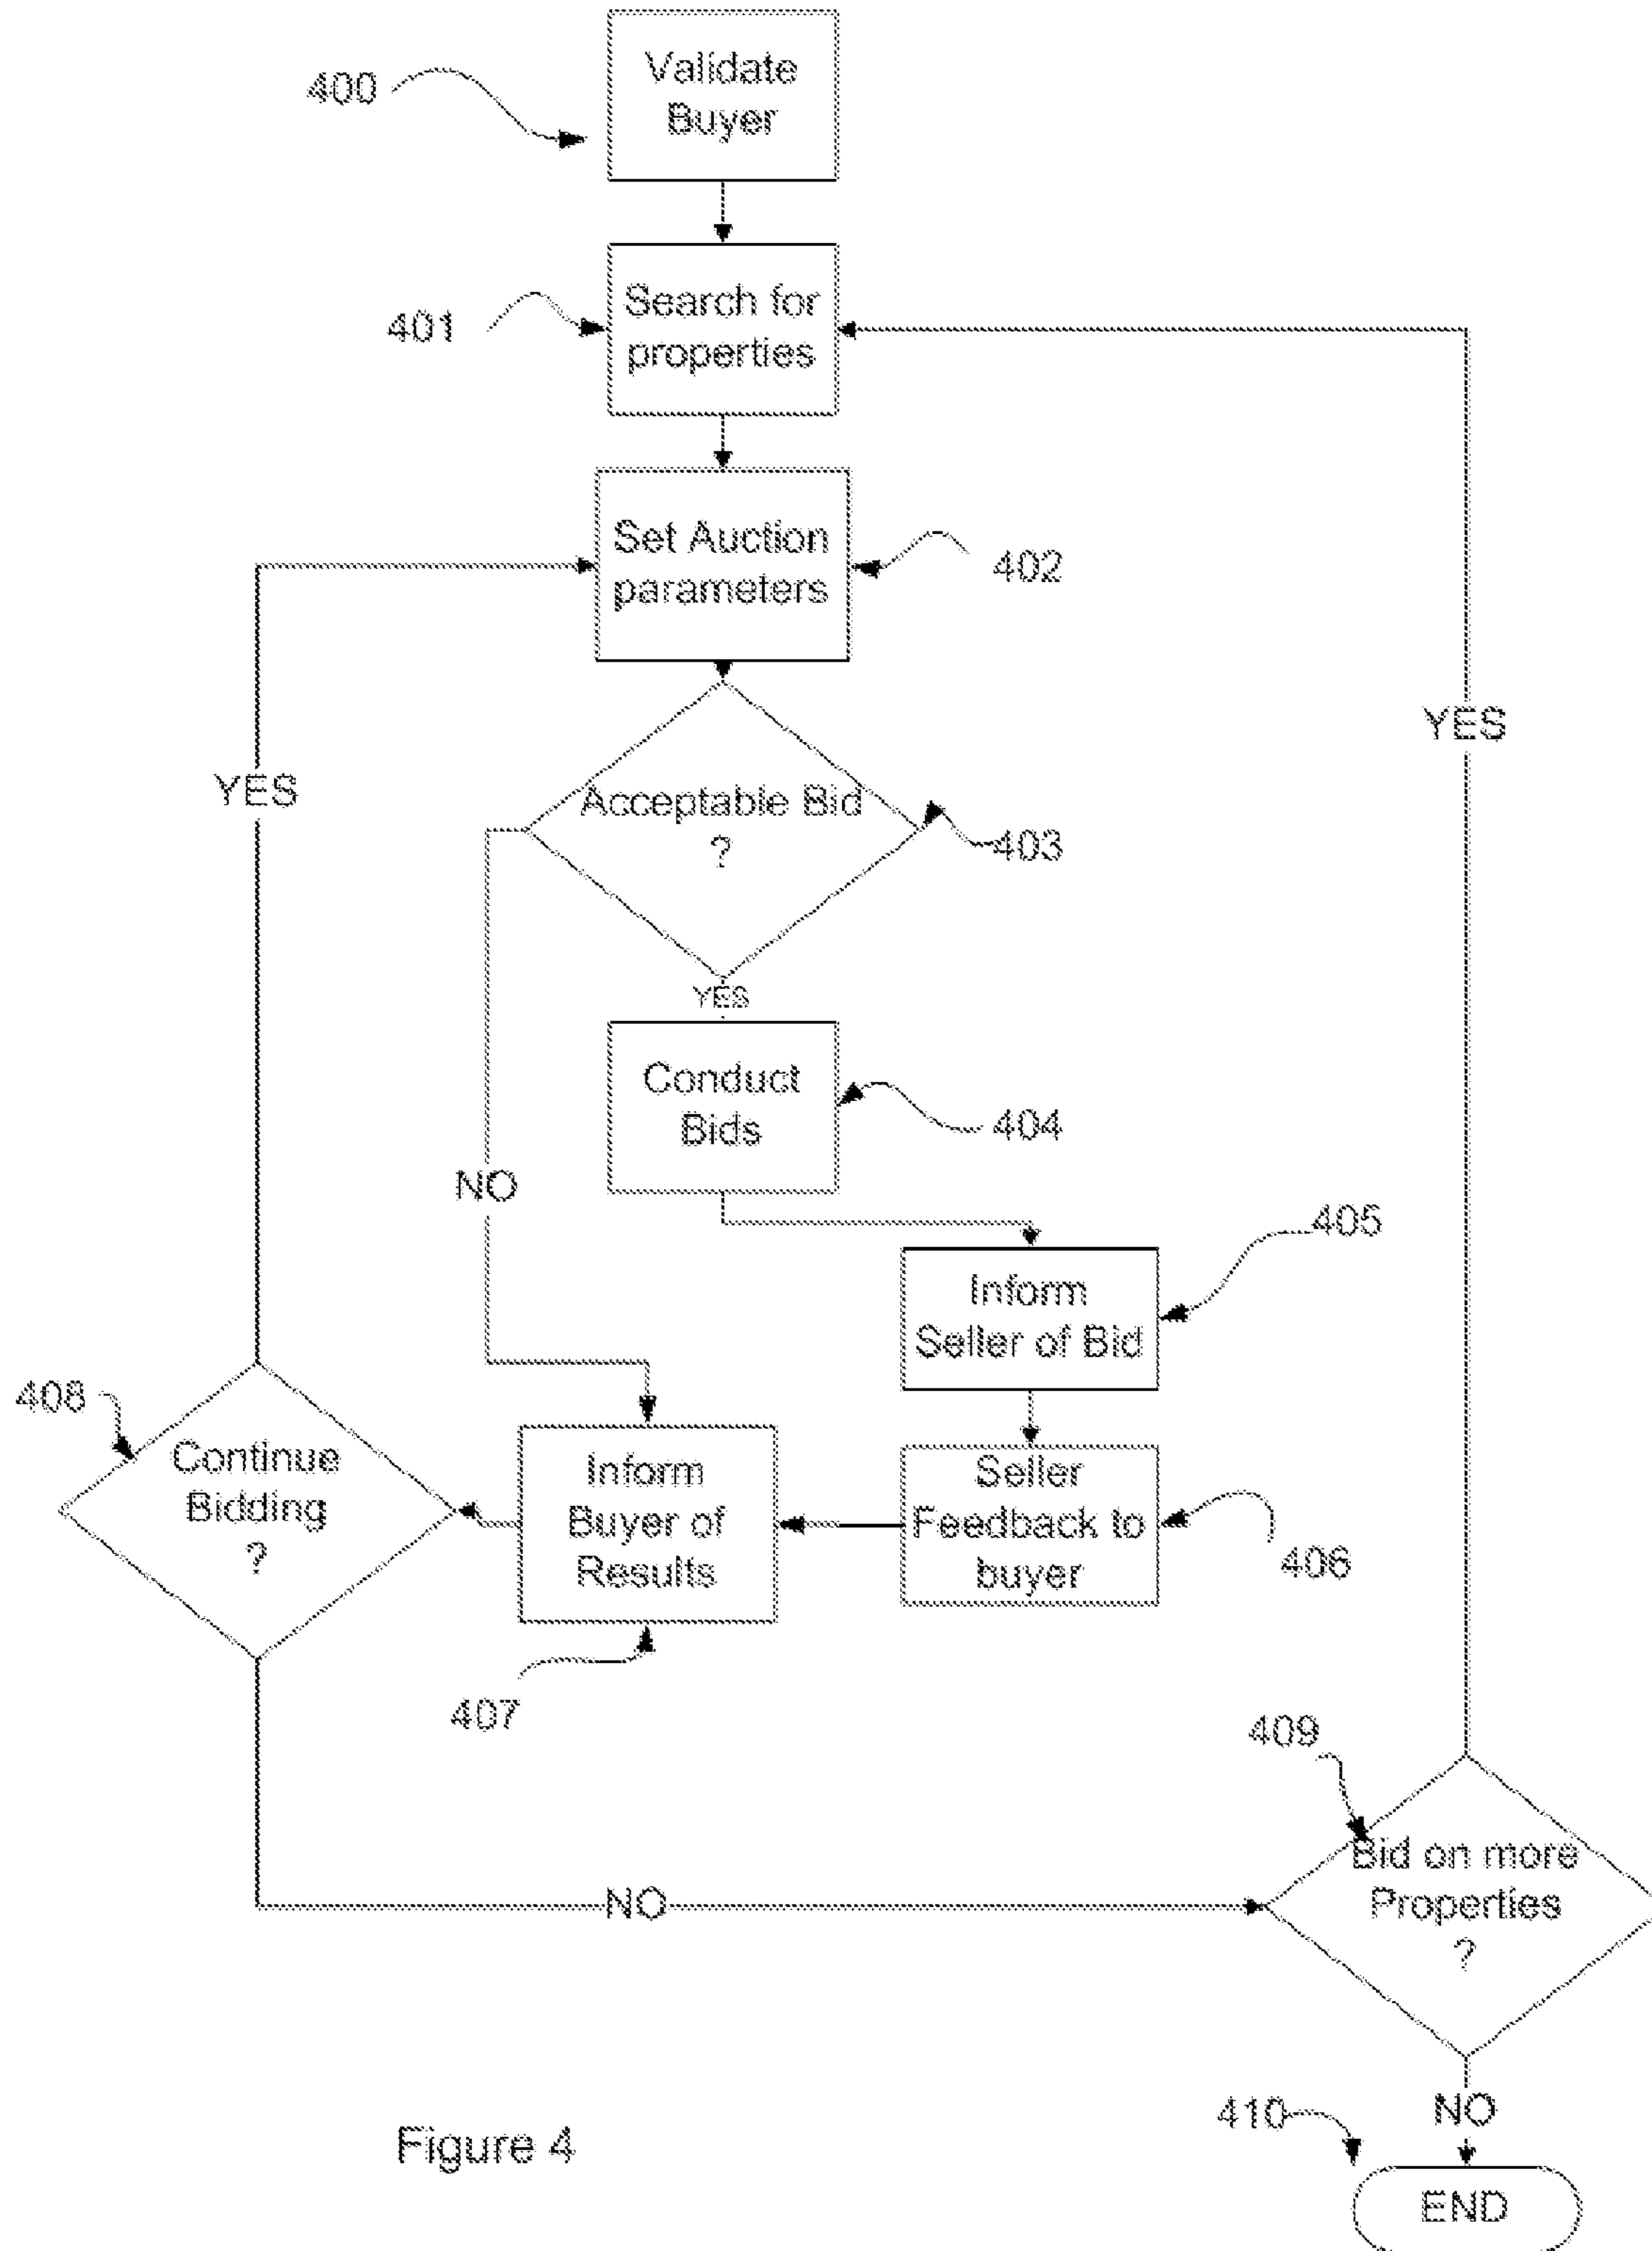 Validate
Buyer
400
Search for
properties
401
Set Auction
parameters
402
YES
YES
Acceptable Bid
?
403
YES
Conduct
Bids
404
NO
405
Inform
Seller of Bid
408
Continue
Bidding
?
Inform
Buyer of
Results
Seller
Feedback to
buyer
406
407
409
Bid on more
Properties
?
NO
NO
410
END
Figure 4